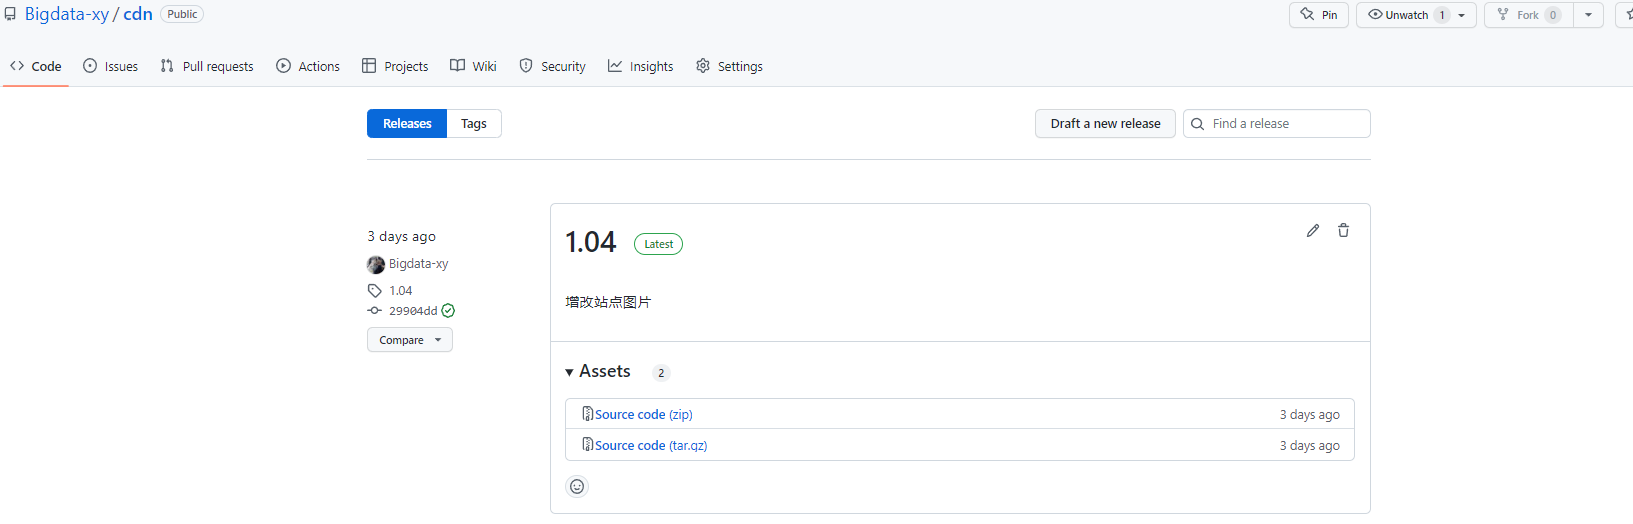 Bigdata-xy / cdn Public Pin Unwatch 1 Fork 0
Code Issues Pull requests Actions Projects Wiki Security Insights Settings
Releases Tags Draft a new release Find a release
3 days ago
Bigdata-xy
1.04
29904dd
Compare
1.04 Latest
增改站点图片
Assets 2
Source code (zip) 3 days ago
Source code (tar.gz) 3 days ago